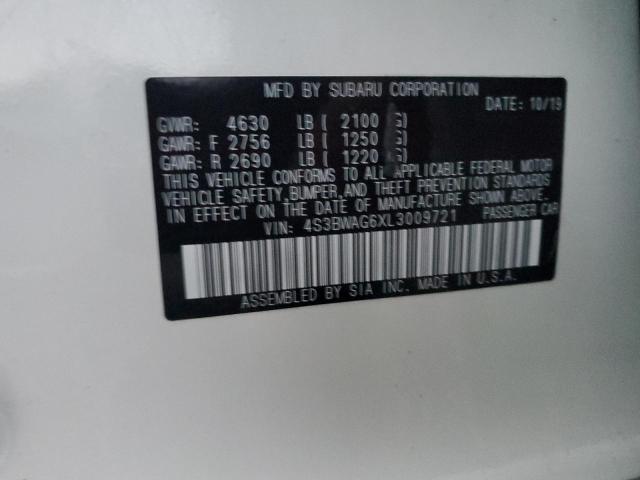 MFD BY SUBARU CORPORATION
DATE: 10/19
GVWR: 4630 LB ( 2100 G)
GAWR: F 2756 LB ( 1250 G)
GAWR: R 2690 LB ( 1220 G)
THIS VEHICLE CONFORMS TO ALL APPLICABLE FEDERAL MOTOR
VEHICLE SAFETY, BUMPER, AND THEFT PREVENTION STANDARDS
IN EFFECT ON THE DATE OF MANUFACTURE SHOWN ABOVE.
VIN: 4S3BWAG6XL3009721 PASSENGER CAR
ASSEMBLED BY SIA INC. MADE IN U.S.A.